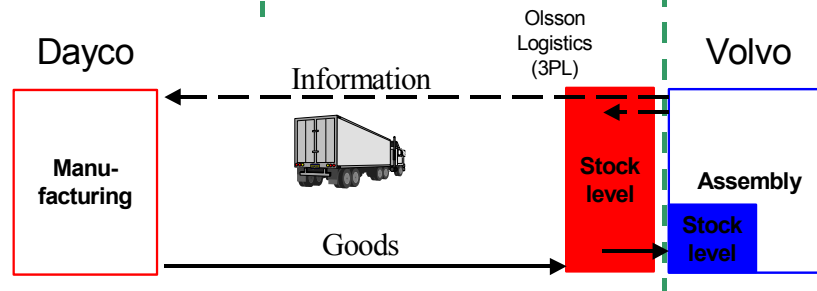 Dayco
Olsson
Logistics
(3PL)
Volvo
Information
Manu-
facturing
Stock
level
Assembly
Stock
level
Goods